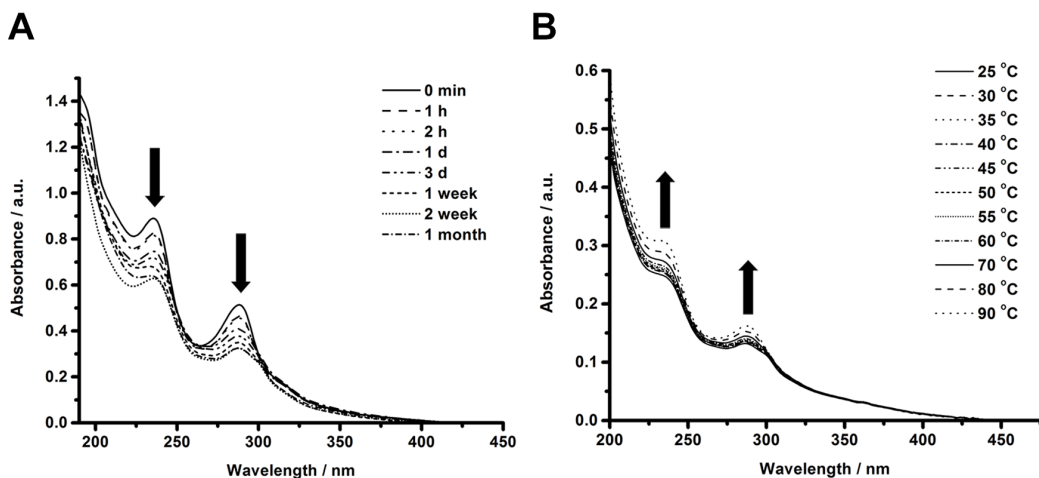 A
Absorbance / a.u.
1.4
1.2
1.0
0.8
0.6
0.4
0.2
0.0
200 250 300 350 400 450
Wavelength / nm
0 min
1 h
2 h
1 d
3 d
1 week
2 week
1 month
B
Absorbance / a.u.
0.6
0.5
0.4
0.3
0.2
0.1
0.0
200 250 300 350 400 450
Wavelength / nm
25 °C
30 °C
35 °C
40 °C
45 °C
50 °C
55 °C
60 °C
70 °C
80 °C
90 °C